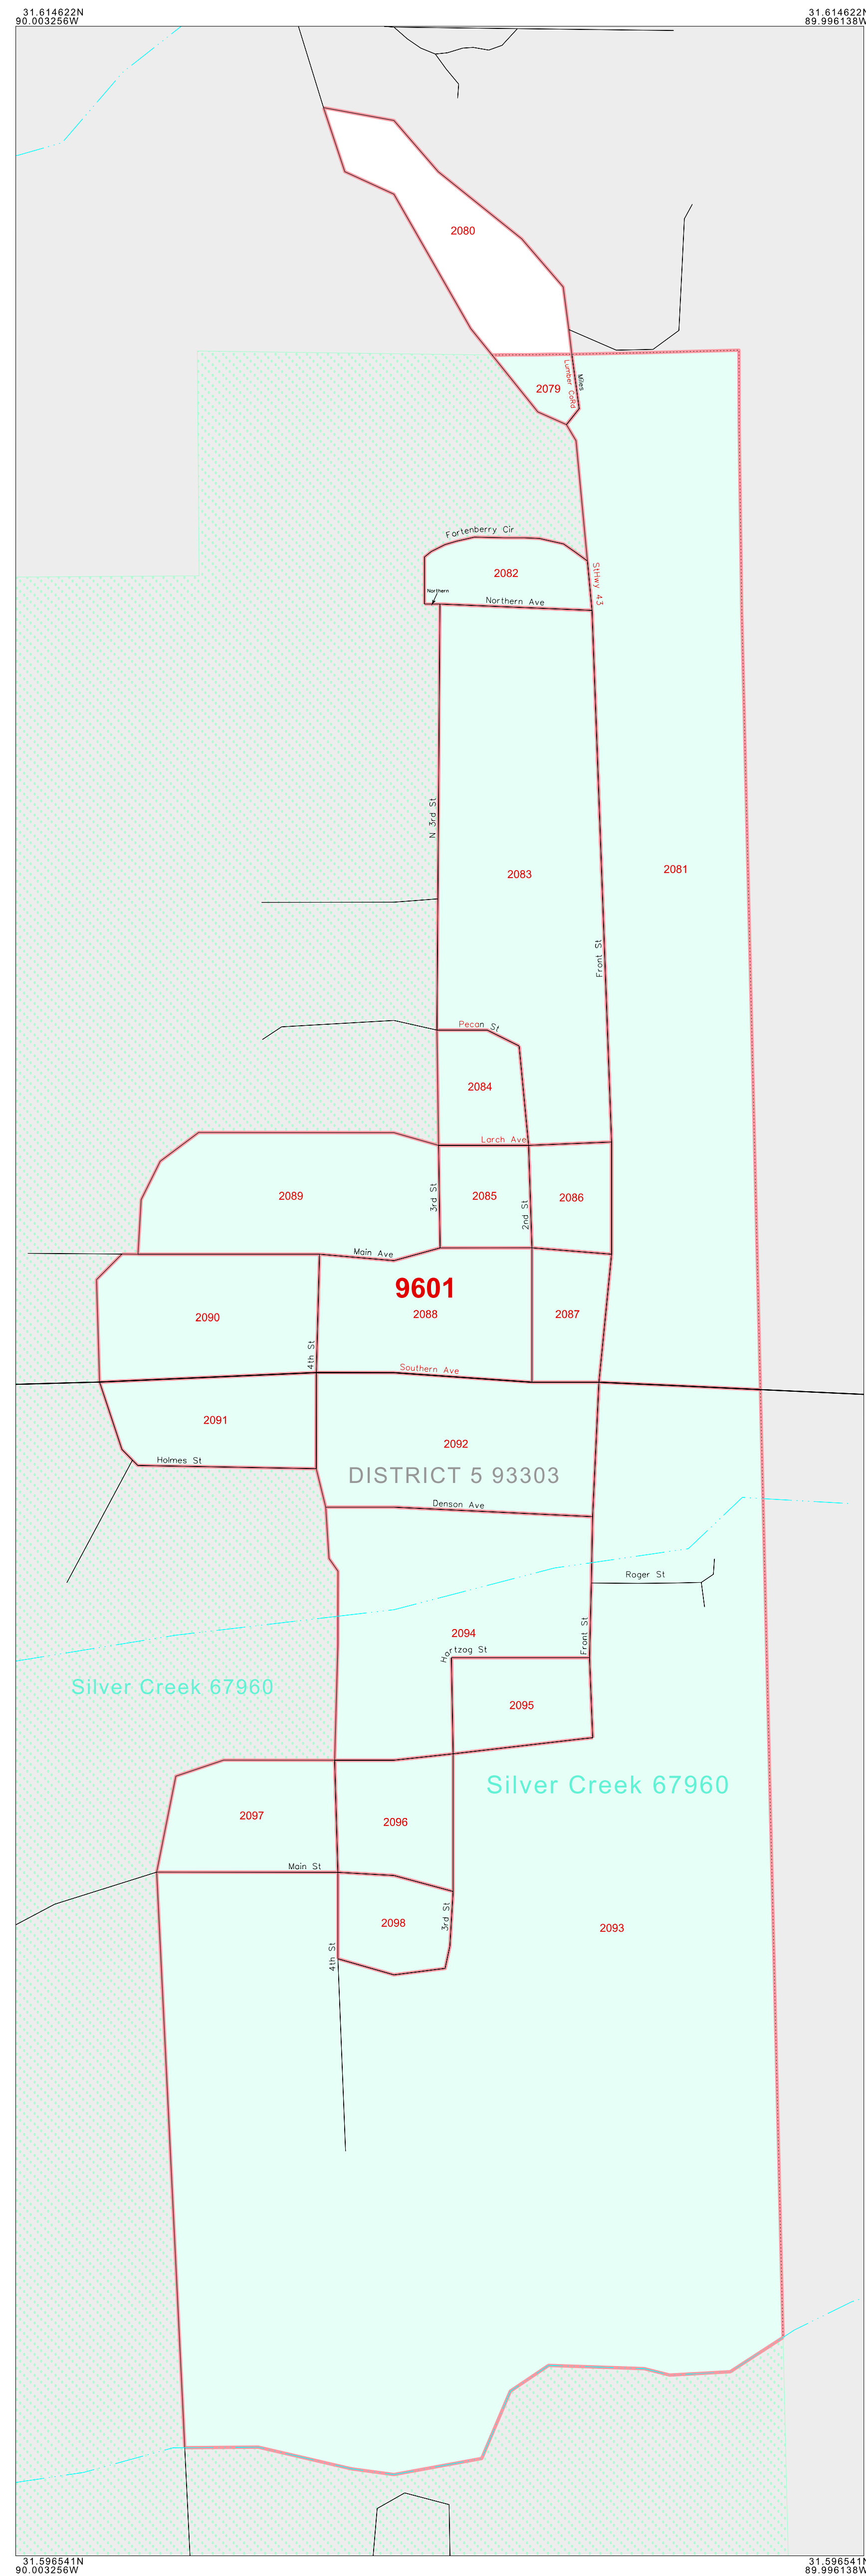 31.614622N
90.003256W
31.614622N
89.996138W
2080
2079
Miles
Lumber CoRd
Fortenberry Cir
2082
StHwy 43
Northern
Northern Ave
N 3rd St
2083
2081
Front St
Pecan St
2084
Larch Ave
2089
3rd St
2085
2nd St
2086
Main Ave
9601
2090
2088
2087
4th St
Southern Ave
2091
2092
Holmes St
DISTRICT 5 93303
Denson Ave
Roger St
2094
Front St
Hartzog St
Silver Creek 67960
2095
Silver Creek 67960
2097
2096
Main St
3rd St
2098
2093
4th St
31.596541N
90.003256W
31.596541N
89.996138W